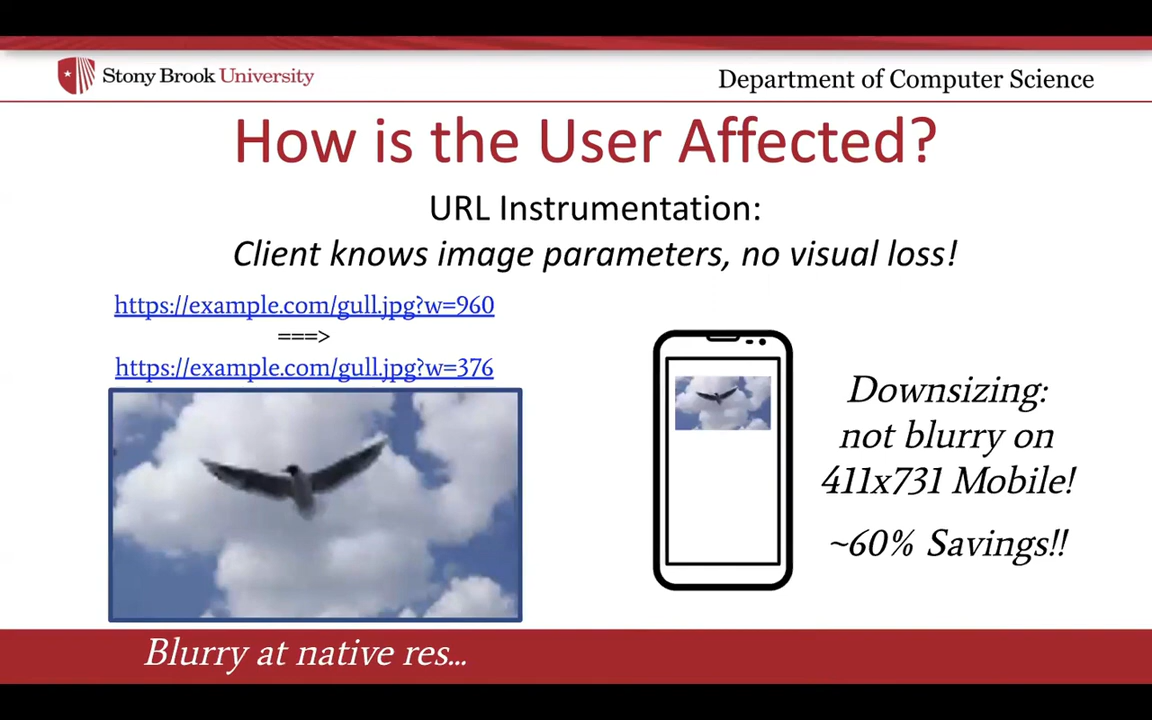 Stony Brook University
Department of Computer Science
How is the User Affected?
URL Instrumentation:
Client knows image parameters, no visual loss!
https://example.com/gull.jpg?w=960
===>
https://example.com/gull.jpg?w=376
Downsizing:
not blurry on
411x731 Mobile!
~60% Savings!!
Blurry at native res...